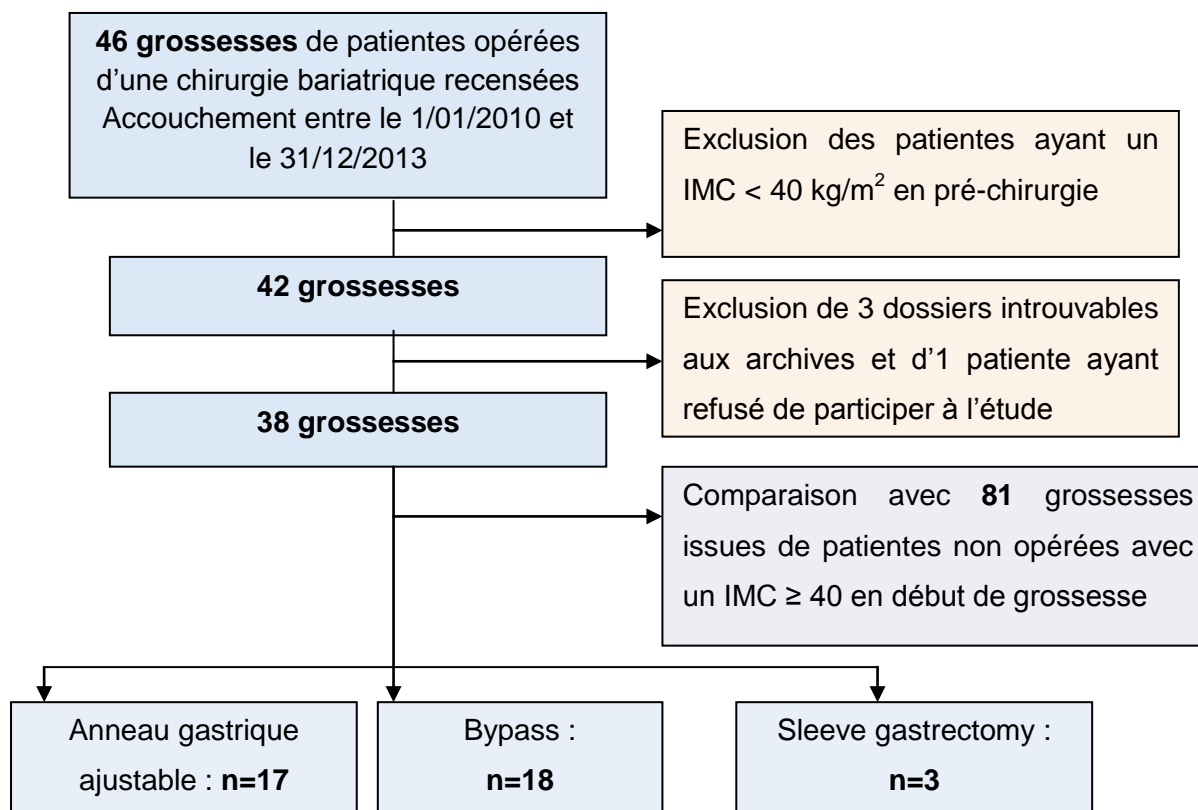 46 grossesses de patientes opérées
d’une chirurgie bariatrique recensées
Accouchement entre le 1/01/2010 et
le 31/12/2013
Exclusion des patientes ayant un
IMC < 40 kg/m² en pré-chirurgie
42 grossesses
Exclusion de 3 dossiers introuvables
aux archives et d’1 patiente ayant
refusé de participer à l’étude
38 grossesses
Comparaison avec 81 grossesses
issues de patientes non opérées avec
un IMC ≥ 40 en début de grossesse
Anneau gastrique
ajustable : n=17
Bypass :
n=18
Sleeve gastrectomy :
n=3